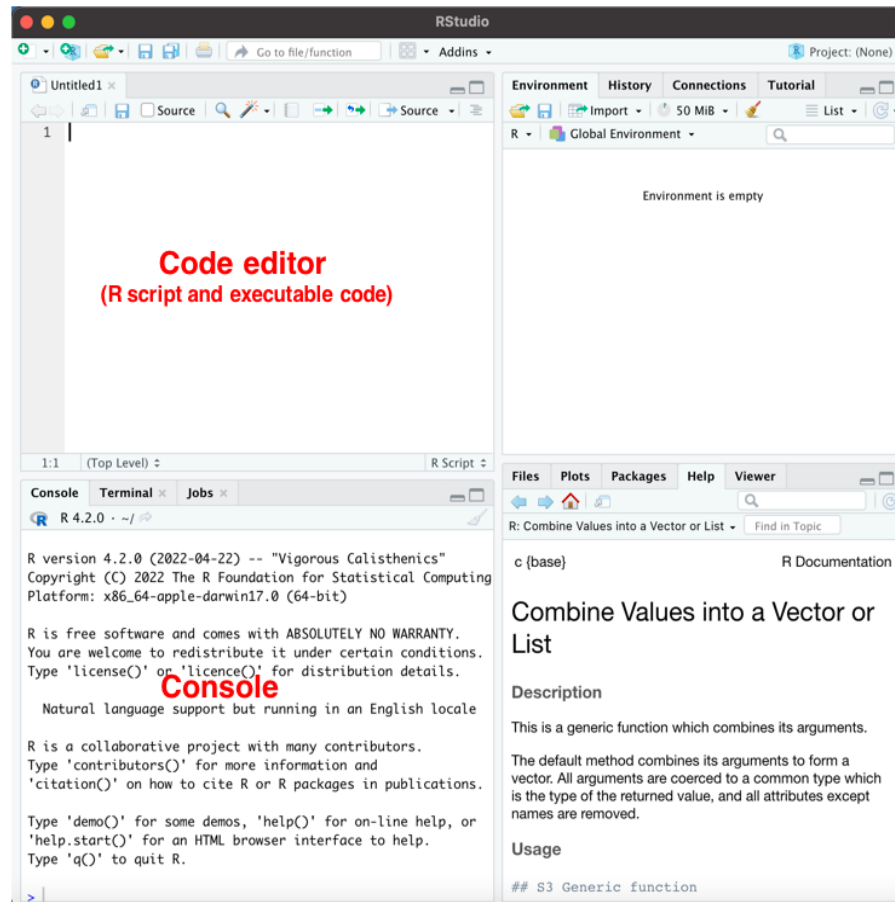 RStudio
Go to file/function
Addins
Project: (None)
Untitled1
Source
Source
1
Code editor
(R script and executable code)
1:1 (Top Level) R Script
Console Terminal Jobs
R 4.2.0 · ~/
R version 4.2.0 (2022-04-22) -- "Vigorous Calisthenics"
Copyright (C) 2022 The R Foundation for Statistical Computing
Platform: x86_64-apple-darwin17.0 (64-bit)
R is free software and comes with ABSOLUTELY NO WARRANTY.
You are welcome to redistribute it under certain conditions.
Type 'license()' or 'licence()' for distribution details.
Console
Natural language support but running in an English locale
R is a collaborative project with many contributors.
Type 'contributors()' for more information and
'citation()' on how to cite R or R packages in publications.
Type 'demo()' for some demos, 'help()' for on-line help, or
'help.start()' for an HTML browser interface to help.
Type 'q()' to quit R.
>
Environment History Connections Tutorial
Import 50 MiB List
R Global Environment
Environment is empty
Files Plots Packages Help Viewer
R: Combine Values into a Vector or List Find in Topic
c {base} R Documentation
Combine Values into a Vector or
List
Description
This is a generic function which combines its arguments.
The default method combines its arguments to form a
vector. All arguments are coerced to a common type which
is the type of the returned value, and all attributes except
names are removed.
Usage
## S3 Generic function